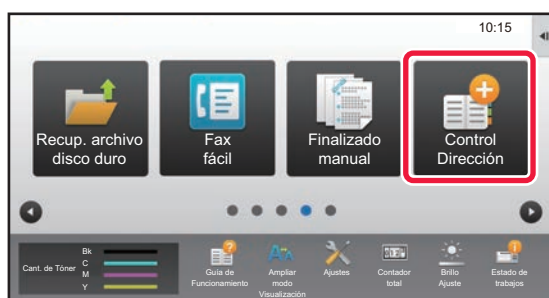 10:15
Recup. archivo
disco duro
Fax
fácil
Finalizado
manual
Control
Dirección
Cant. de Tóner
Bk
C
M
Y
Guía de
Funcionamiento
Ampliar
modo
Visualización
Ajustes
Contador
total
Brillo
Ajuste
Estado de
trabajos